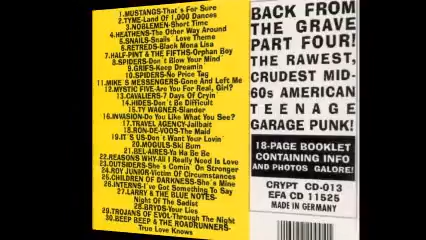 1.MUSTANGS-That's For Sure
2.TYME-Land Of 1,000 Dances
3.NOBLEMEN-Short Time
4.HEATHENS-The Other Way Around
5.SNAILS-Snails' Love Theme
6.RETREDS-Black Mona Lisa
7.HALF-PINT & THE FIFTHS-Orphan Boy
8.SPIDERS-Don't Blow Your Mind
9.GRIFS-Keep Dreamin
10.SPIDERS-No Price Tag
11.MIKE'S MESSENGERS-Gone And Left Me
12.MYSTIC FIVE-Are You For Real, Girl?
13.CAVALIERS-7 Days Of Cryin
14.HIDES-Don't Be Difficult
15.TY WAGNER-Slander
16.INVASION-Do You Like What You See?
17.TRAVEL AGENCY-Jailbait
18.RON-DE-VOOS-The Maid
19.IT'S US-Don't Want Your Lovin'
20.MOGULS-Ski Bum
21.BEL-AIRES-Ya Ha Be Be
22.REASONS WHY-All I Really Need Is Love
23.OUTSIDERS-She's Comin' On Stronger
24.ROY JUNIOR-Victim Of Circumstances
25.CHILDREN OF DARKNESS-She's Mine
26.INTERNS-I've Got Something To Say
27.LARRY & THE BLUE NOTES-
Night Of The Sadist
28.BRYDS-Your Lies
29.TROJANS OF EVOL-Through The Night
30.BEEP BEEP & THE ROADRUNNERS-
True Love Knows
BACK FROM
THE GRAVE
PART FOUR!
THE RAWEST,
CRUDEST MID-
60s AMERICAN
TEENAGE
GARAGE PUNK!
18-PAGE BOOKLET
CONTAINING INFO
AND PHOTOS GALORE!
CRYPT CD-013
EFA CD 11525
MADE IN GERMANY